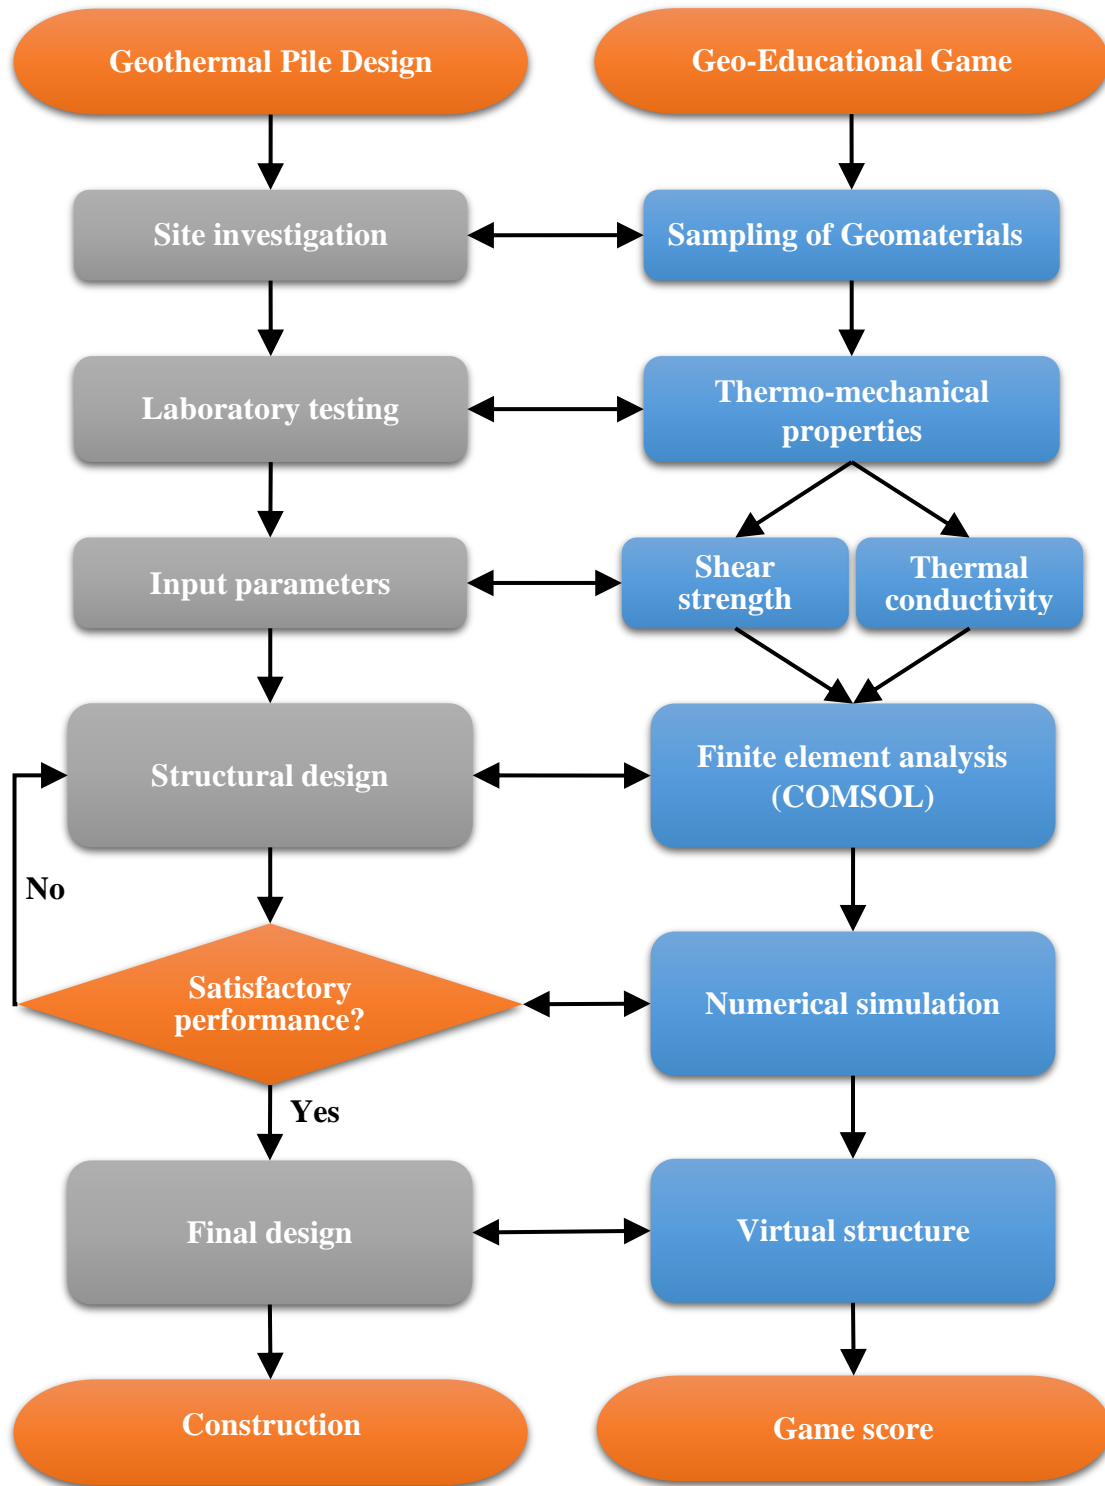 Geothermal Pile Design
Geo-Educational Game
Site investigation
Sampling of Geomaterials
Laboratory testing
Thermo-mechanical
properties
Input parameters
Shear
strength
Thermal
conductivity
Structural design
Finite element analysis
(COMSOL)
No
Satisfactory
performance?
Numerical simulation
Yes
Final design
Virtual structure
Construction
Game score